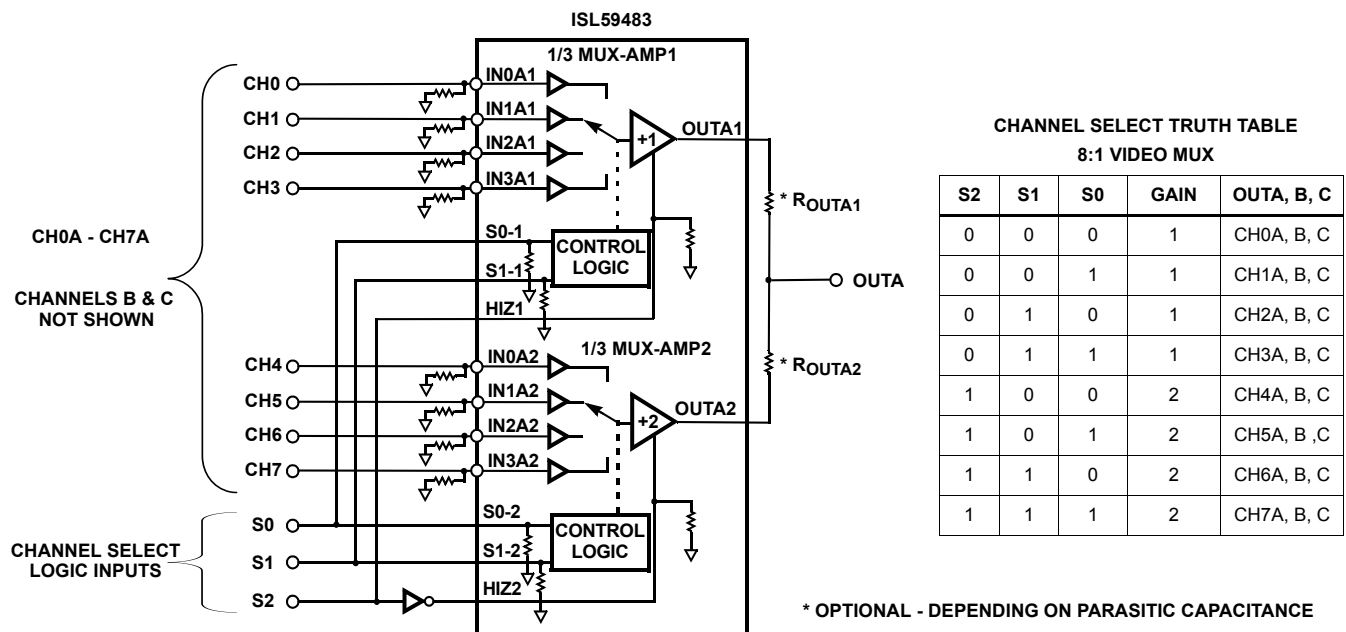 ISL59483
1/3 MUX-AMP1
CH0
IN0A1
CH1
IN1A1
CH2
IN2A1
CH3
IN3A1
+1
OUTA1
* ROUTA1
CH0A - CH7A
CHANNELS B & C
NOT SHOWN
S0-1
S1-1
HIZ1
CONTROL
LOGIC
OUTA
1/3 MUX-AMP2
CH4
IN0A2
CH5
IN1A2
CH6
IN2A2
CH7
IN3A2
+2
OUTA2
* ROUTA2
CHANNEL SELECT
LOGIC INPUTS
S0
S1
S2
S0-2
S1-2
HIZ2
CONTROL
LOGIC
CHANNEL SELECT TRUTH TABLE
8:1 VIDEO MUX
S2 S1 S0 GAIN OUTA, B, C
0 0 0 1 CH0A, B, C
0 0 1 1 CH1A, B, C
0 1 0 1 CH2A, B, C
0 1 1 1 CH3A, B, C
1 0 0 2 CH4A, B, C
1 0 1 2 CH5A, B ,C
1 1 0 2 CH6A, B, C
1 1 1 2 CH7A, B, C
* OPTIONAL - DEPENDING ON PARASITIC CAPACITANCE